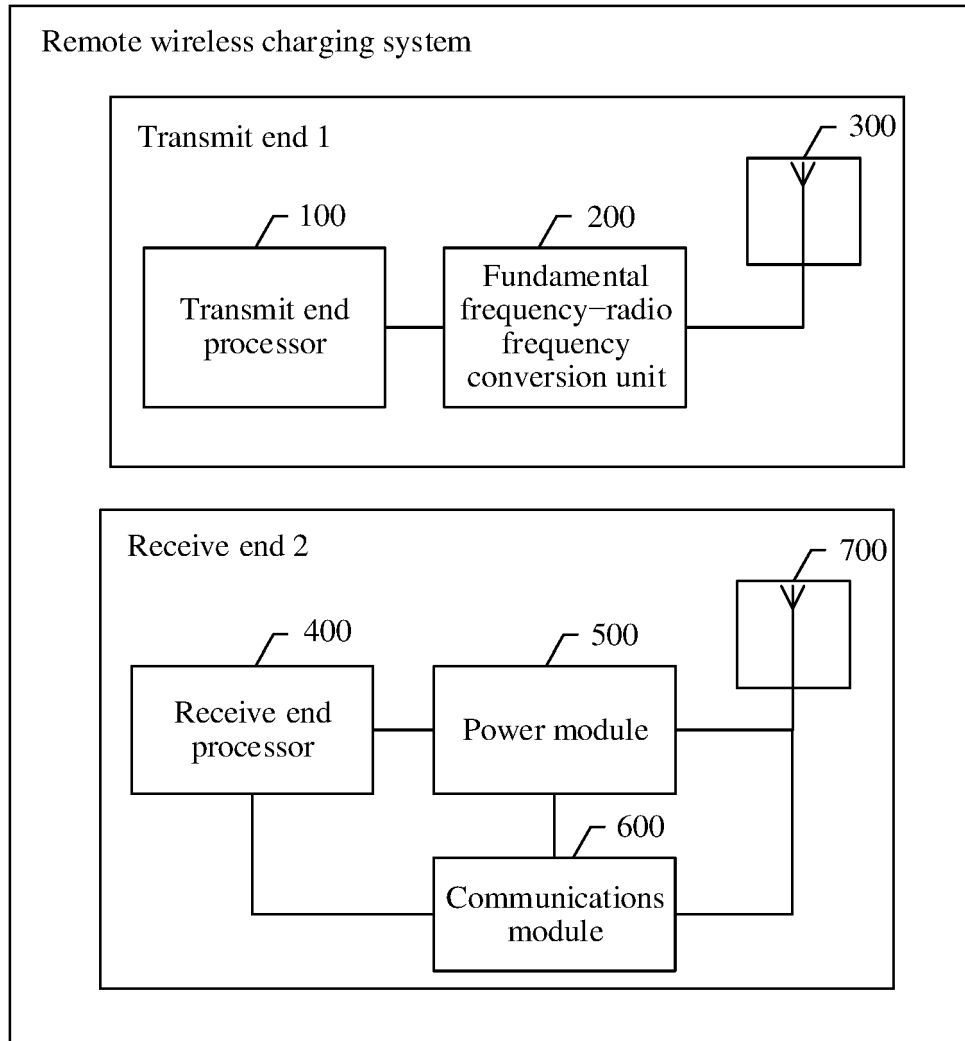 Remote wireless charging system
Transmit end 1
300
100
200
Transmit end
processor
Fundamental
frequency−radio
frequency
conversion unit
Receive end 2
700
400
500
Receive end
processor
Power module
600
Communications
module